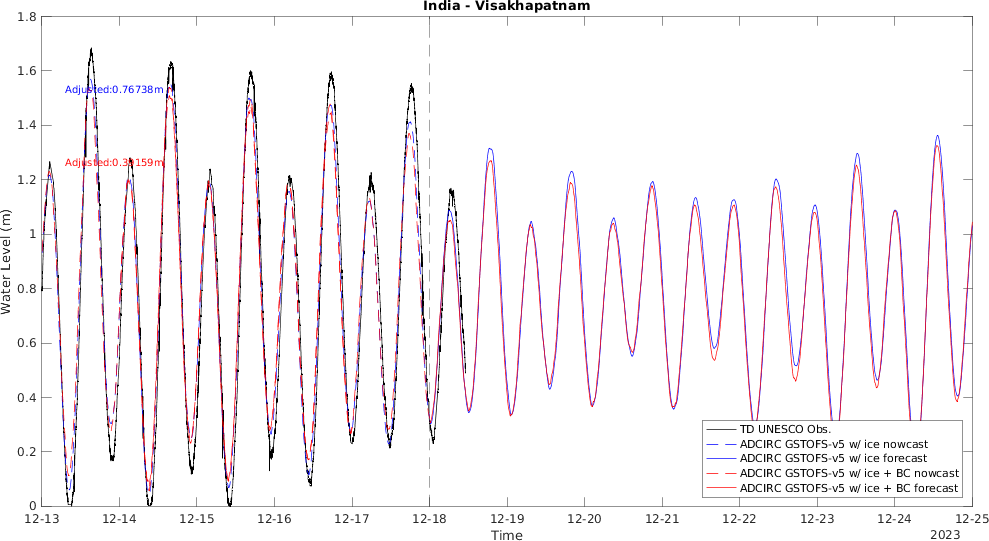 India - Visakhapatnam
1.8
1.6
1.4
1.2
1
0.8
0.6
0.4
0.2
0
Water Level (m)
Adjusted:0.76738m
TD UNESCO Obs.
ADCIRC GSTOFS-v5 w/ ice nowcast
ADCIRC GSTOFS-v5 w/ ice forecast
ADCIRC GSTOFS-v5 w/ ice + BC nowcast
ADCIRC GSTOFS-v5 w/ ice + BC forecast
12-13 12-14 12-15 12-16 12-17 12-18 12-19 12-20 12-21 12-22 12-23 12-24 12-25
Time
2023